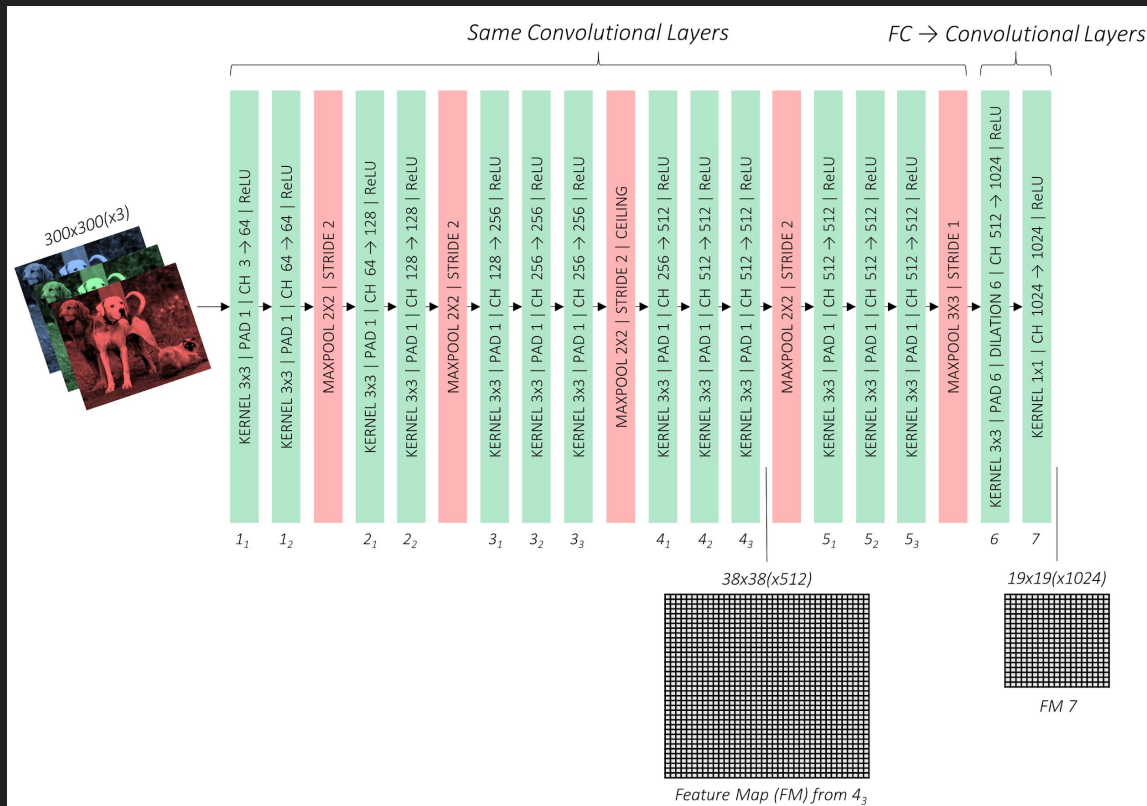 Same Convolutional Layers
FC → Convolutional Layers
300x300(x3)
KERNEL 3x3 | PAD 1 | CH 3 → 64 | ReLU
KERNEL 3x3 | PAD 1 | CH 64 → 64 | ReLU
MAXPOOL 2X2 | STRIDE 2
KERNEL 3x3 | PAD 1 | CH 64 → 128 | ReLU
KERNEL 3x3 | PAD 1 | CH 128 → 128 | ReLU
MAXPOOL 2X2 | STRIDE 2
KERNEL 3x3 | PAD 1 | CH 128 → 256 | ReLU
KERNEL 3x3 | PAD 1 | CH 256 → 256 | ReLU
KERNEL 3x3 | PAD 1 | CH 256 → 256 | ReLU
MAXPOOL 2X2 | STRIDE 2 | CEILING
KERNEL 3x3 | PAD 1 | CH 256 → 512 | ReLU
KERNEL 3x3 | PAD 1 | CH 512 → 512 | ReLU
KERNEL 3x3 | PAD 1 | CH 512 → 512 | ReLU
MAXPOOL 2X2 | STRIDE 2
KERNEL 3x3 | PAD 1 | CH 512 → 512 | ReLU
KERNEL 3x3 | PAD 1 | CH 512 → 512 | ReLU
KERNEL 3x3 | PAD 1 | CH 512 → 512 | ReLU
MAXPOOL 3X3 | STRIDE 1
KERNEL 3x3 | PAD 6 | DILATION 6 | CH 512 → 1024 | ReLU
KERNEL 1x1 | CH 1024 → 1024 | ReLU
1₁ 1₂ 2₁ 2₂ 3₁ 3₂ 3₃ 4₁ 4₂ 4₃ 5₁ 5₂ 5₃ 6 7
38x38(x512)
19x19(x1024)
FM 7
Feature Map (FM) from 4₃